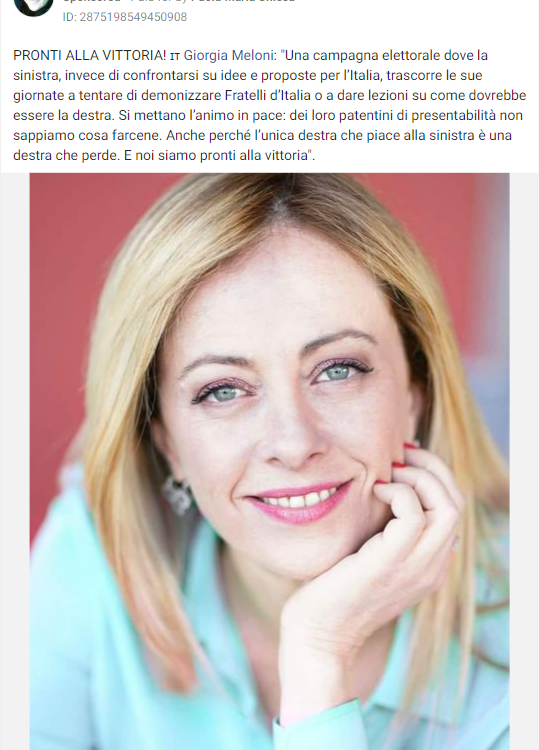 ID: 2875198549450908
PRONTI ALLA VITTORIA! IT Giorgia Meloni: "Una campagna elettorale dove la
sinistra, invece di confrontarsi su idee e proposte per l'Italia, trascorre le sue
giornate a tentare di demonizzare Fratelli d'Italia o a dare lezioni su come dovrebbe
essere la destra. Si mettano l'animo in pace: dei loro patentini di presentabilità non
sappiamo cosa farcene. Anche perché l'unica destra che piace alla sinistra è una
destra che perde. E noi siamo pronti alla vittoria".